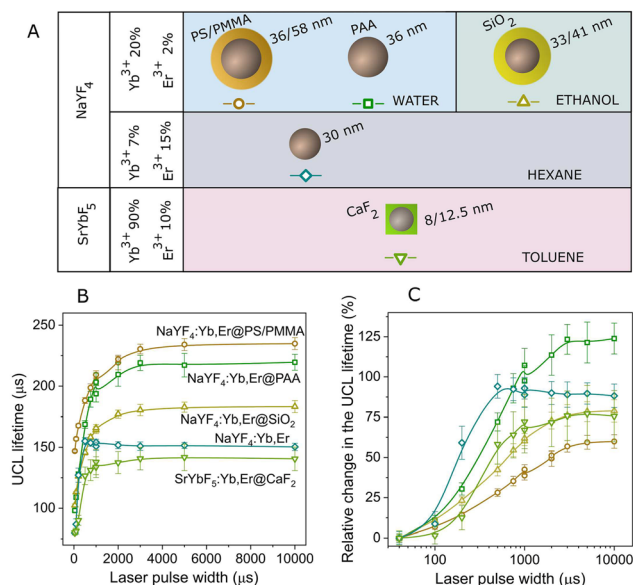 A
NaYF4
Yb3+ 20%
Er3+ 2%
PS/PMMA
36/58 nm
PAA
36 nm
WATER
SiO2
33/41 nm
ETHANOL
Yb3+ 7%
Er3+ 15%
30 nm
HEXANE
SrYbF5
Yb3+ 90%
Er3+ 10%
CaF2
8/12.5 nm
TOLUENE
B
UCL lifetime (μs)
250
200
150
100
NaYF4:Yb,Er@PS/PMMA
NaYF4:Yb,Er@PAA
NaYF4:Yb,Er@SiO2
NaYF4:Yb,Er
SrYbF5:Yb,Er@CaF2
0 2000 4000 6000 8000 10000
Laser pulse width (μs)
C
Relative change in the UCL lifetime (%)
125
100
75
50
25
0
100 1000 10000
Laser pulse width (μs)